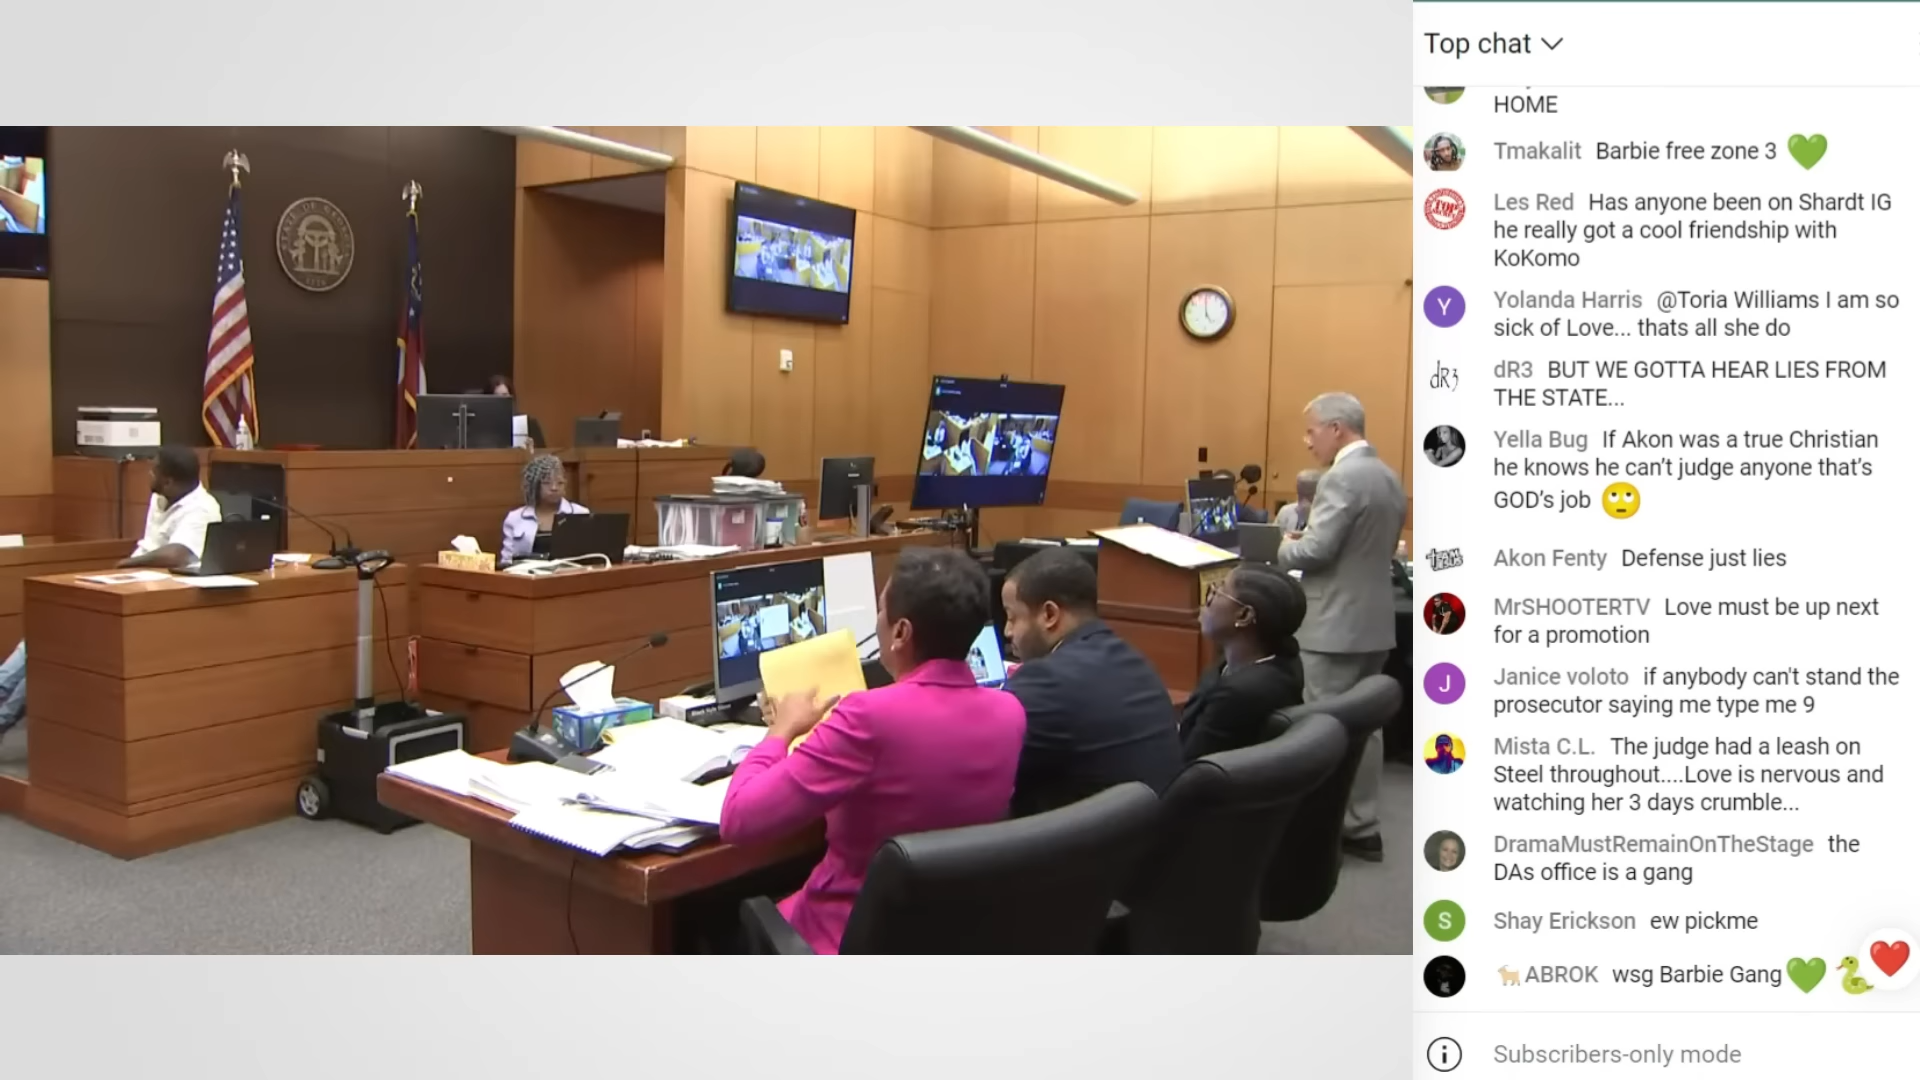 Top chat
HOME
Tmakalit Barbie free zone 3 💚
Les Red Has anyone been on Shardt IG
he really got a cool friendship with
KoKomo
Yolanda Harris @Toria Williams I am so
sick of Love... thats all she do
dR3 BUT WE GOTTA HEAR LIES FROM
THE STATE...
Yella Bug If Akon was a true Christian
he knows he can’t judge anyone that’s
GOD’s job 🙄
Akon Fenty Defense just lies
MrSHOOTERTV Love must be up next
for a promotion
Janice voloto if anybody can't stand the
prosecutor saying me type me 9
Mista C.L. The judge had a leash on
Steel throughout....Love is nervous and
watching her 3 days crumble...
DramaMustRemainOnTheStage the
DAs office is a gang
Shay Erickson ew pickme
🐐ABROK wsg Barbie Gang💚 🐍
Subscribers-only mode
Y
dR3
J
S
STATE OF GEORGIA
1776